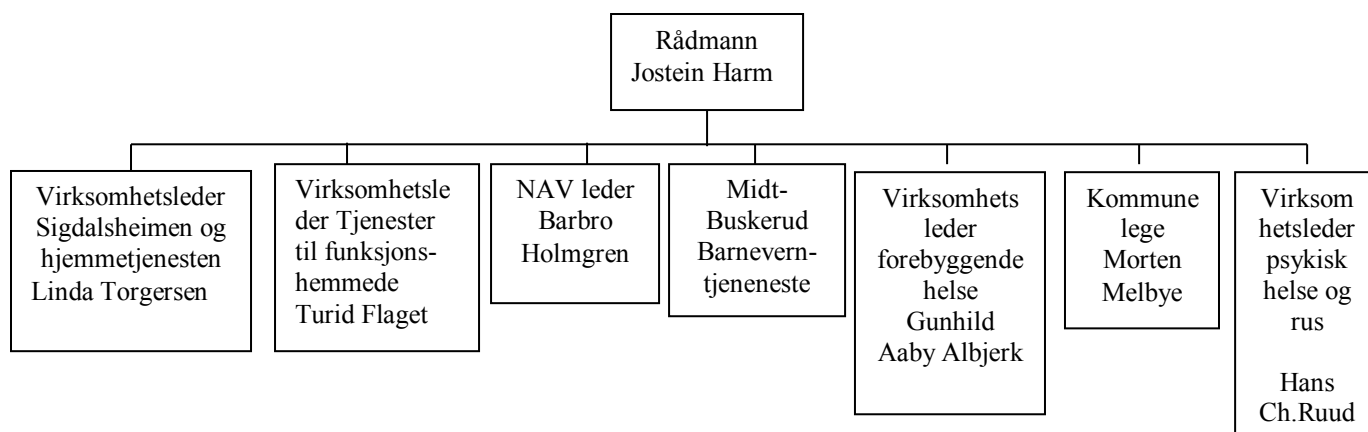 Rådmann
Jostein Harm
Virksomhetsleder
Sigdalsheimen og
hjemmetjenesten
Linda Torgersen
Virksomhetsle
der Tjenester
til funksjons-
hemmede
Turid Flaget
NAV leder
Barbro
Holmgren
Midt-
Buskerud
Barnevern-
tjeneneste
Virksomhets
leder
forebyggende
helse
Gunhild
Aaby Albjerk
Kommune
lege
Morten
Melbye
Virksom
hetsleder
psykisk
helse og
rus
Hans
Ch.Ruud